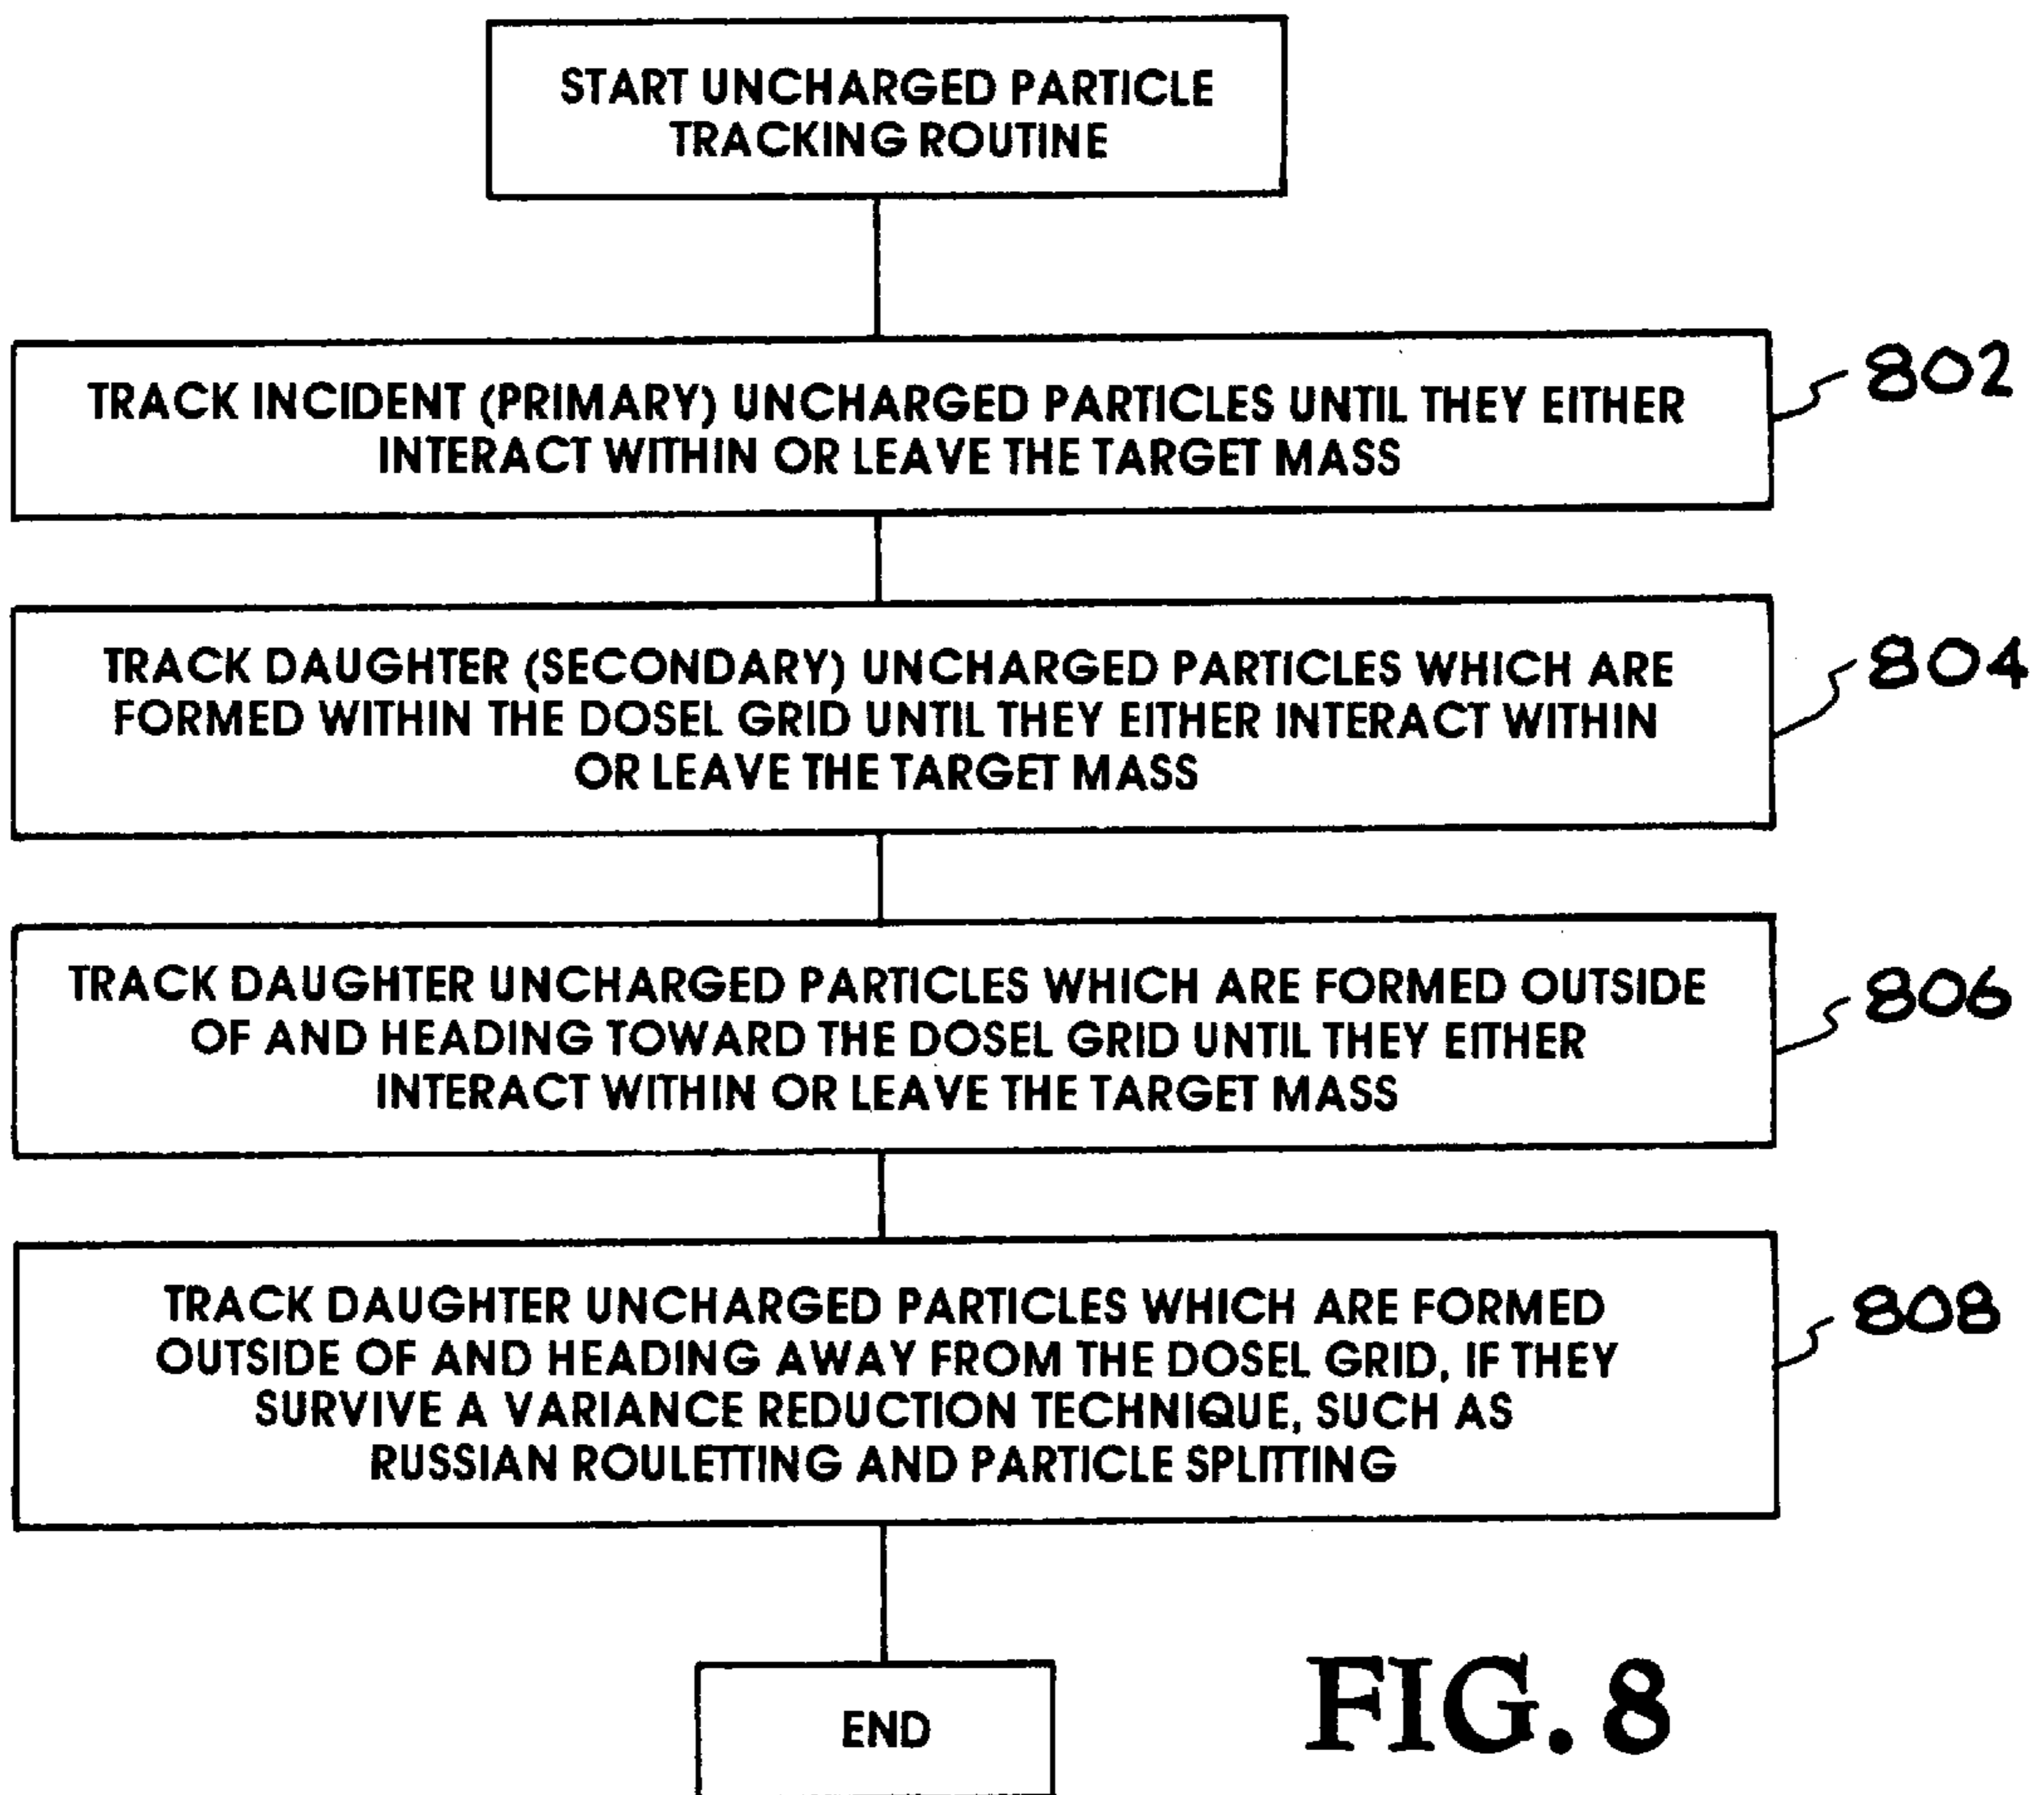 START UNCHARGED PARTICLE
TRACKING ROUTINE
TRACK INCIDENT (PRIMARY) UNCHARGED PARTICLES UNTIL THEY EITHER
INTERACT WITHIN OR LEAVE THE TARGET MASS
802
TRACK DAUGHTER (SECONDARY) UNCHARGED PARTICLES WHICH ARE
FORMED WITHIN THE DOSEL GRID UNTIL THEY EITHER INTERACT WITHIN
OR LEAVE THE TARGET MASS
804
TRACK DAUGHTER UNCHARGED PARTICLES WHICH ARE FORMED OUTSIDE
OF AND HEADING TOWARD THE DOSEL GRID UNTIL THEY EITHER
INTERACT WITHIN OR LEAVE THE TARGET MASS
806
TRACK DAUGHTER UNCHARGED PARTICLES WHICH ARE FORMED
OUTSIDE OF AND HEADING AWAY FROM THE DOSEL GRID, IF THEY
SURVIVE A VARIANCE REDUCTION TECHNIQUE, SUCH AS
RUSSIAN ROULETTING AND PARTICLE SPLITTING
808
END
FIG. 8